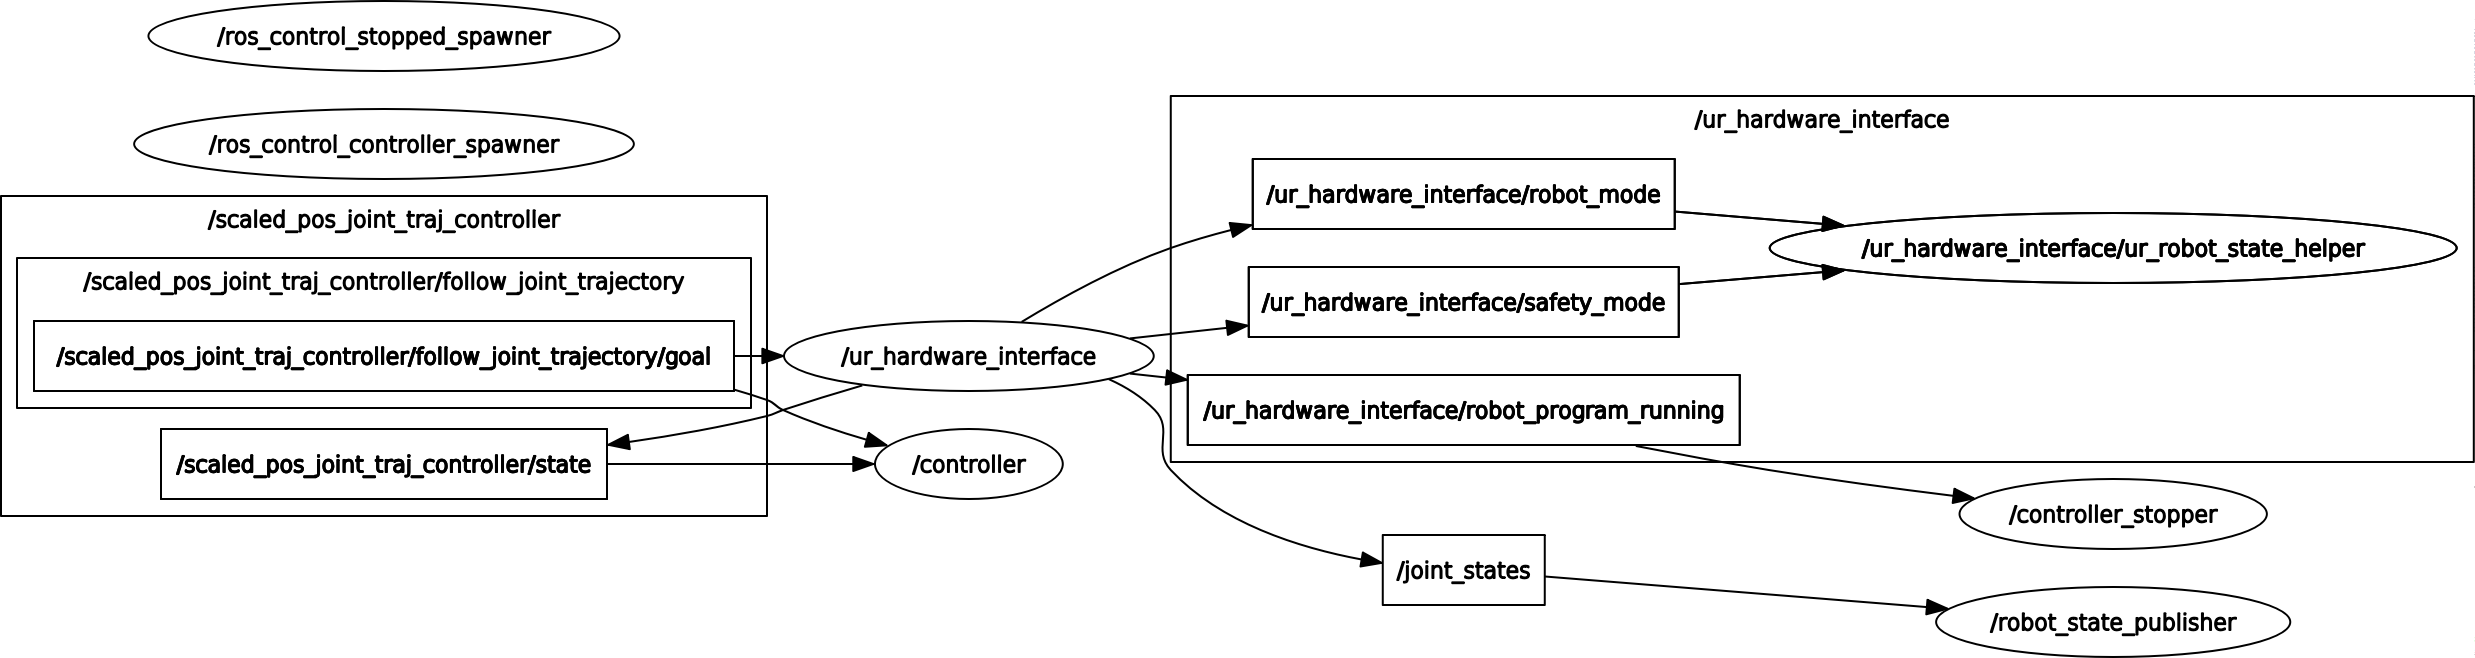 /ros_control_stopped_spawner
/ros_control_controller_spawner
/scaled_pos_joint_traj_controller
/scaled_pos_joint_traj_controller/follow_joint_trajectory
/scaled_pos_joint_traj_controller/follow_joint_trajectory/goal
/scaled_pos_joint_traj_controller/state
/ur_hardware_interface
/controller
/ur_hardware_interface
/ur_hardware_interface/robot_mode
/ur_hardware_interface/safety_mode
/ur_hardware_interface/robot_program_running
/ur_hardware_interface/ur_robot_state_helper
/controller_stopper
/joint_states
/robot_state_publisher